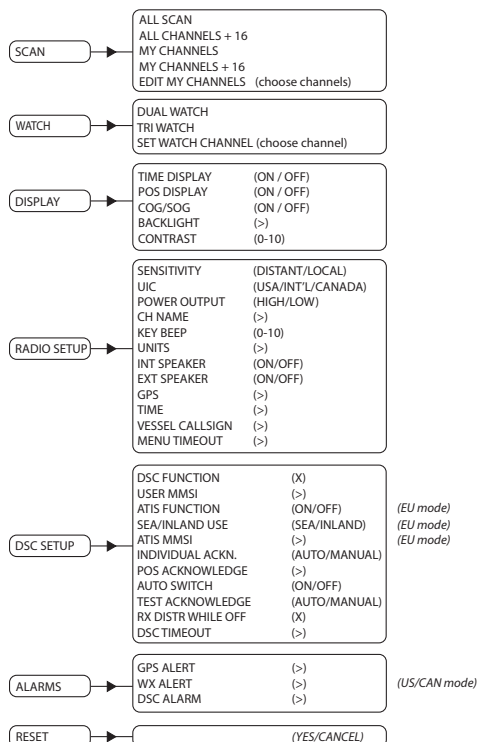 SCAN
ALL SCAN
ALL CHANNELS + 16
MY CHANNELS
MY CHANNELS + 16
EDIT MY CHANNELS (choose channels)
WATCH
DUAL WATCH
TRI WATCH
SET WATCH CHANNEL (choose channel)
DISPLAY
TIME DISPLAY (ON / OFF)
POS DISPLAY (ON / OFF)
COG/SOG (ON / OFF)
BACKLIGHT (>)
CONTRAST (0-10)
RADIO SETUP
SENSITIVITY (DISTANT/LOCAL)
UIC (USA/INT'L/CANADA)
POWER OUTPUT (HIGH/LOW)
CH NAME (>)
KEY BEEP (0-10)
UNITS (>)
INT SPEAKER (ON/OFF)
EXT SPEAKER (ON/OFF)
GPS (>)
TIME (>)
VESSEL CALLSIGN (>)
MENU TIMEOUT (>)
DSC SETUP
DSC FUNCTION (X)
USER MMSI (>)
ATIS FUNCTION (ON/OFF) (EU mode)
SEA/INLAND USE (SEA/INLAND) (EU mode)
ATIS MMSI (>) (EU mode)
INDIVIDUAL ACKN. (AUTO/MANUAL)
POS ACKNOWLEDGE (>)
AUTO SWITCH (ON/OFF)
TEST ACKNOWLEDGE (AUTO/MANUAL)
RX DISTR WHILE OFF (X)
DSC TIMEOUT (>)
ALARMS
GPS ALERT (>)
WX ALERT (>) (US/CAN mode)
DSC ALARM (>)
RESET
(YES/CANCEL)